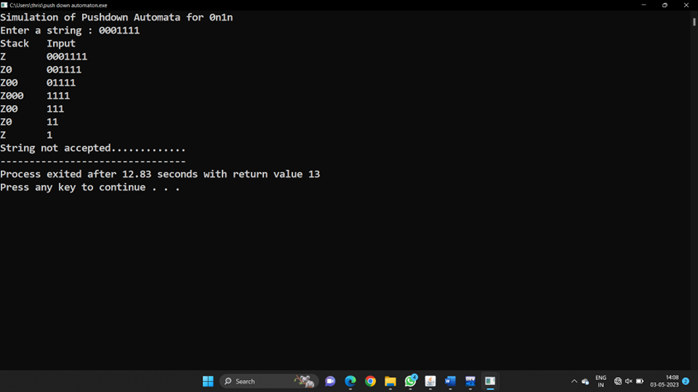 C:\Users\chris\push down automaton.exe
Simulation of Pushdown Automata for 0n1n
Enter a string : 0001111
Stack   Input
Z       0001111
Z0      001111
Z00     01111
Z000    1111
Z00     111
Z0      11
Z       1
String not accepted.............
--------------------------------
Process exited after 12.83 seconds with return value 13
Press any key to continue . . .
Search
ENG
IN
14:08
03-05-2023